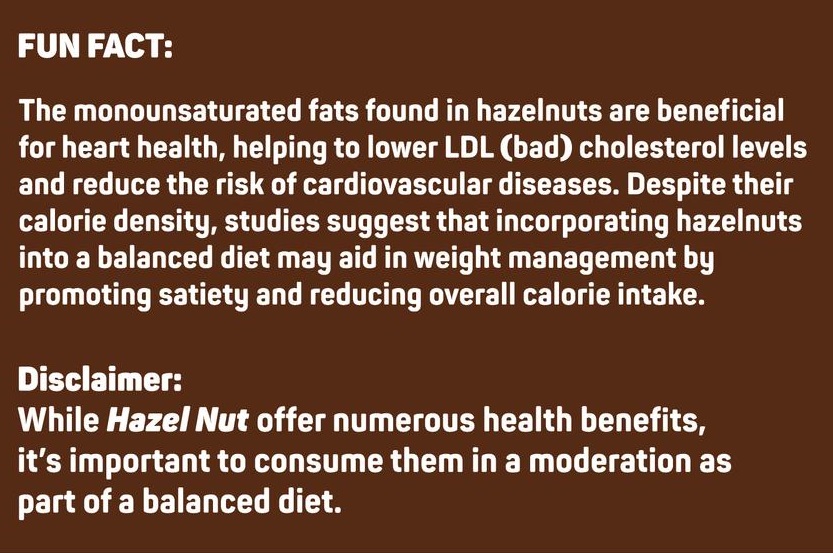 FUN FACT:
The monounsaturated fats found in hazelnuts are beneficial
for heart health, helping to lower LDL (bad) cholesterol levels
and reduce the risk of cardiovascular diseases. Despite their
calorie density, studies suggest that incorporating hazelnuts
into a balanced diet may aid in weight management by
promoting satiety and reducing overall calorie intake.
Disclaimer:
While Hazel Nut offer numerous health benefits,
it's important to consume them in a moderation as
part of a balanced diet.